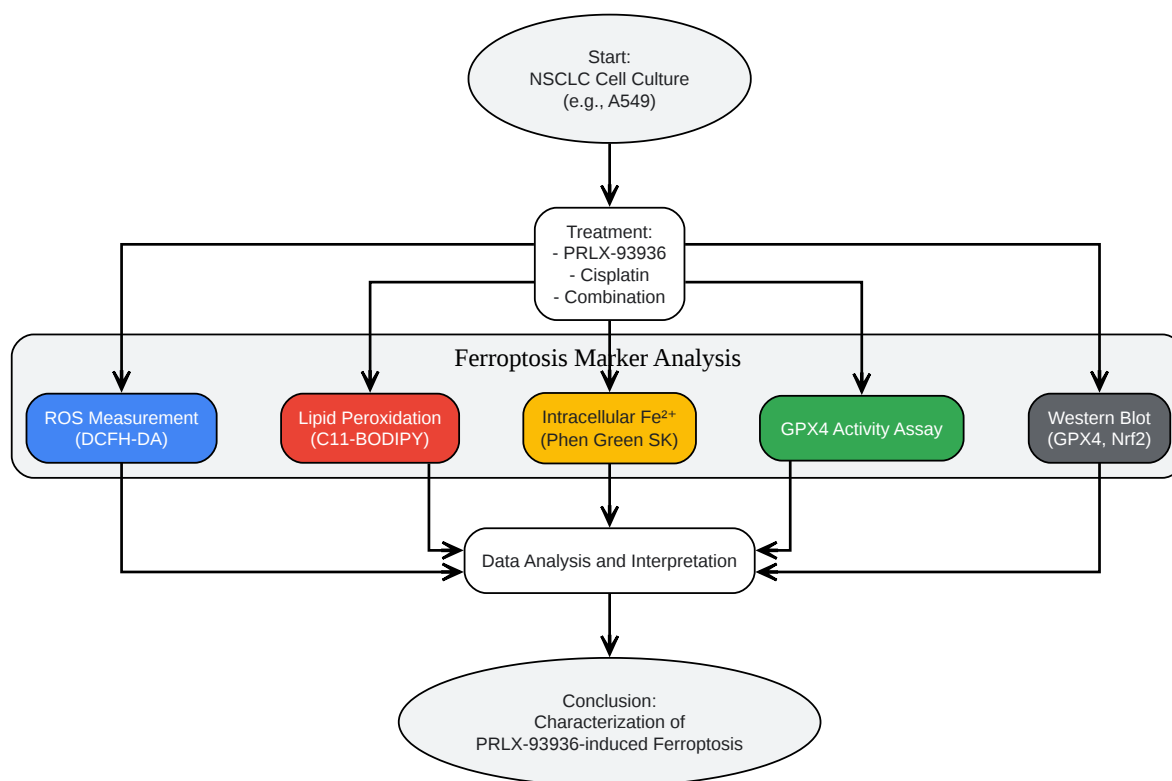 Start:
NSCLC Cell Culture
(e.g., A549)
Treatment:
- PRLX-93936
- Cisplatin
- Combination
Ferroptosis Marker Analysis
ROS Measurement
(DCFH-DA)
Lipid Peroxidation
(C11-BODIPY)
Intracellular Fe²⁺
(Phen Green SK)
GPX4 Activity Assay
Western Blot
(GPX4, Nrf2)
Data Analysis and Interpretation
Conclusion:
Characterization of
PRLX-93936-induced Ferroptosis